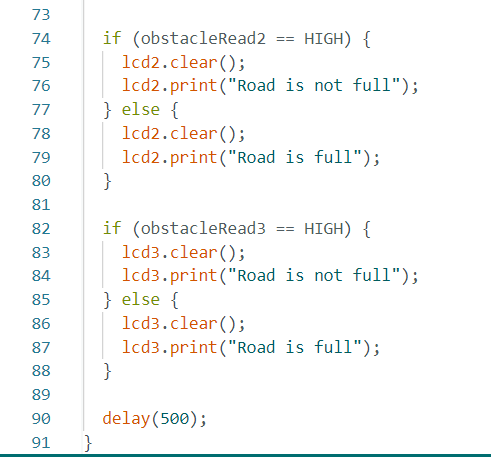 73
74 if (obstacleRead2 == HIGH) {
75 lcd2.clear();
76 lcd2.print("Road is not full");
77 } else {
78 lcd2.clear();
79 lcd2.print("Road is full");
80 }
81
82 if (obstacleRead3 == HIGH) {
83 lcd3.clear();
84 lcd3.print("Road is not full");
85 } else {
86 lcd3.clear();
87 lcd3.print("Road is full");
88 }
89
90 delay(500);
91 }